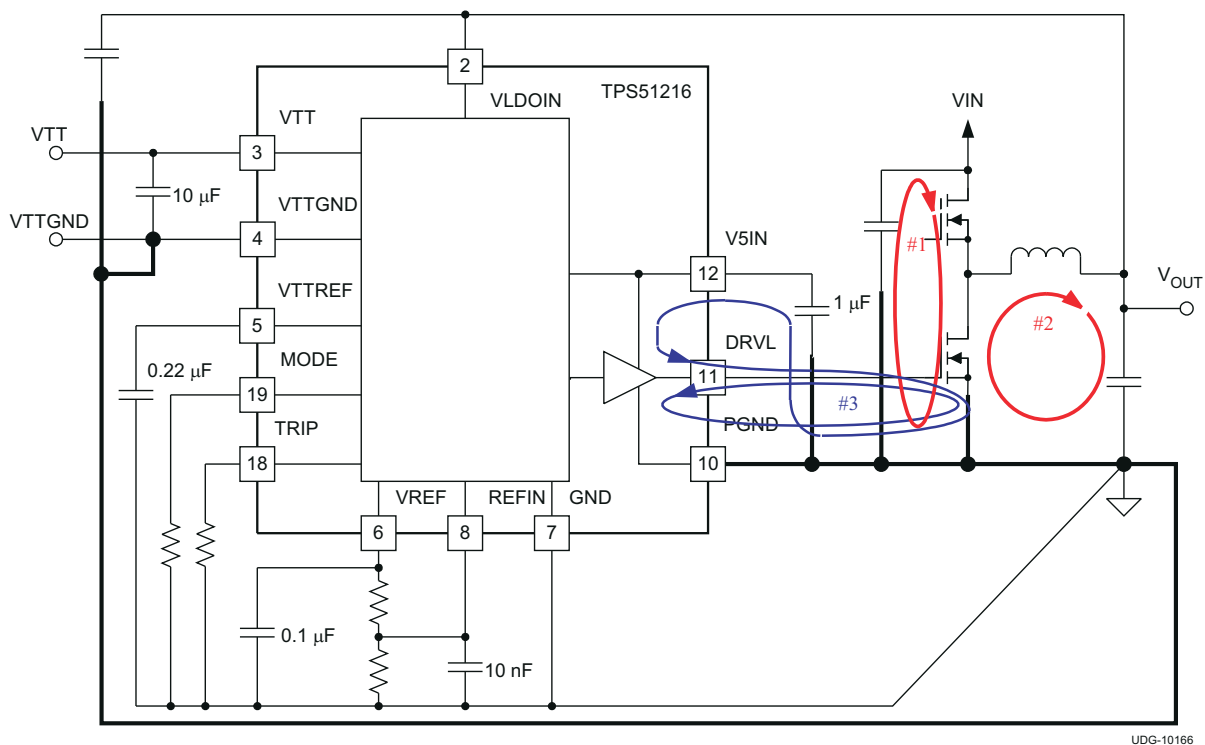 2
TPS51216
VLDOIN
VIN
VTT
VTT
3
10 μF
VTTGND
VTTGND
4
#1
V5IN
12
VTTREF
1 μF
VOUT
5
#2
MODE
DRVL
0.22 μF
11
19
#3
TRIP
PGND
18
10
VREF
REFIN
GND
6
8
7
0.1 μF
10 nF
UDG-10166